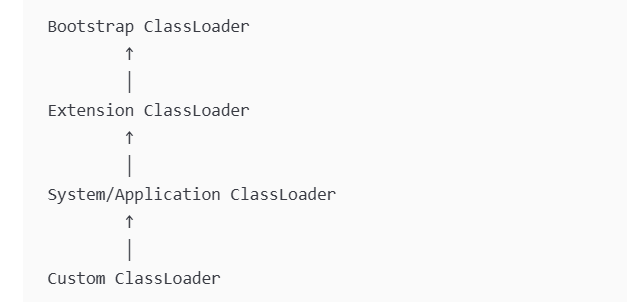 Bootstrap ClassLoader
↑
|
Extension ClassLoader
↑
|
System/Application ClassLoader
↑
|
Custom ClassLoader